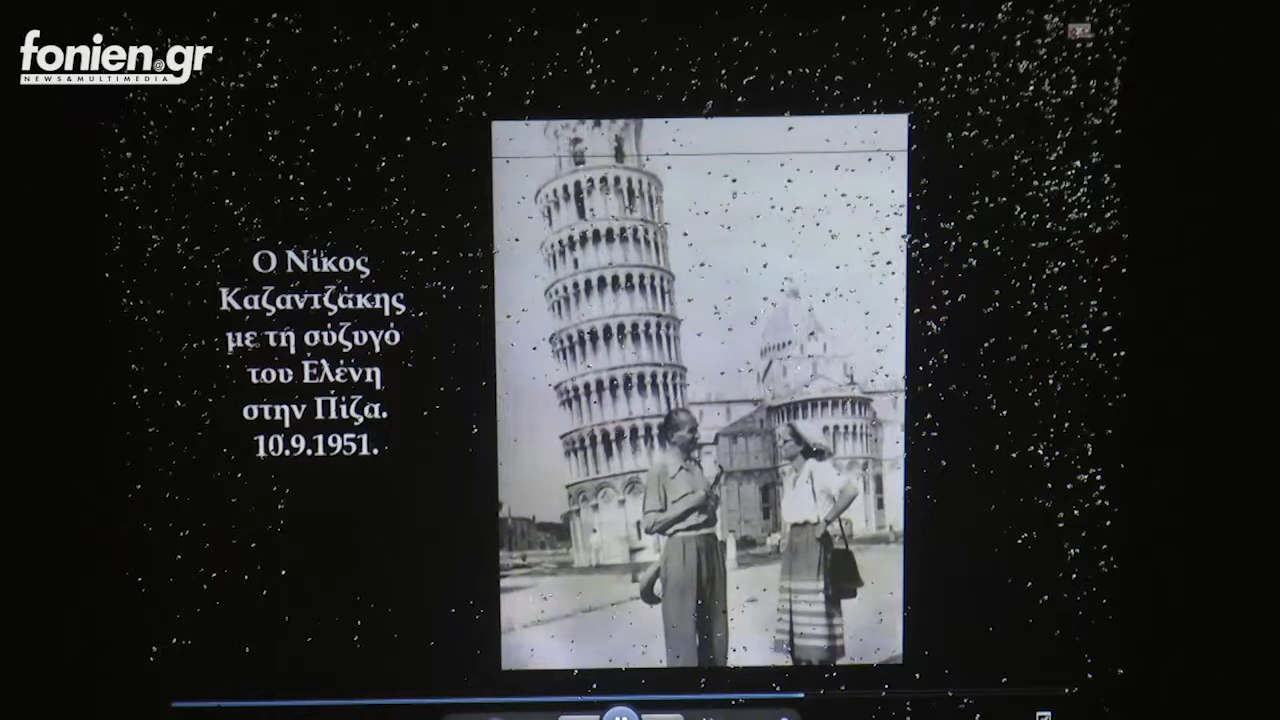 fonien.gr
NEWS&MULTIMEDIA
Ο Νίκος
Καζαντζάκης
με τη σύζυγό
του Ελένη
στην Πίζα.
10.9.1951.